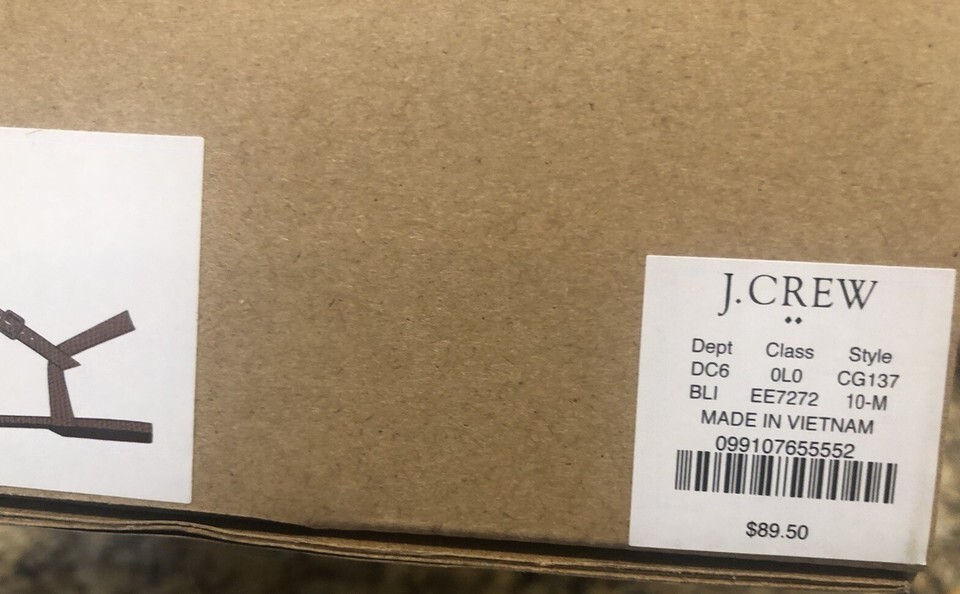 J.CREW
Dept Class Style
DC6 0L0 CG137
BLI EE7272 10-M
MADE IN VIETNAM
099107655552
$89.50